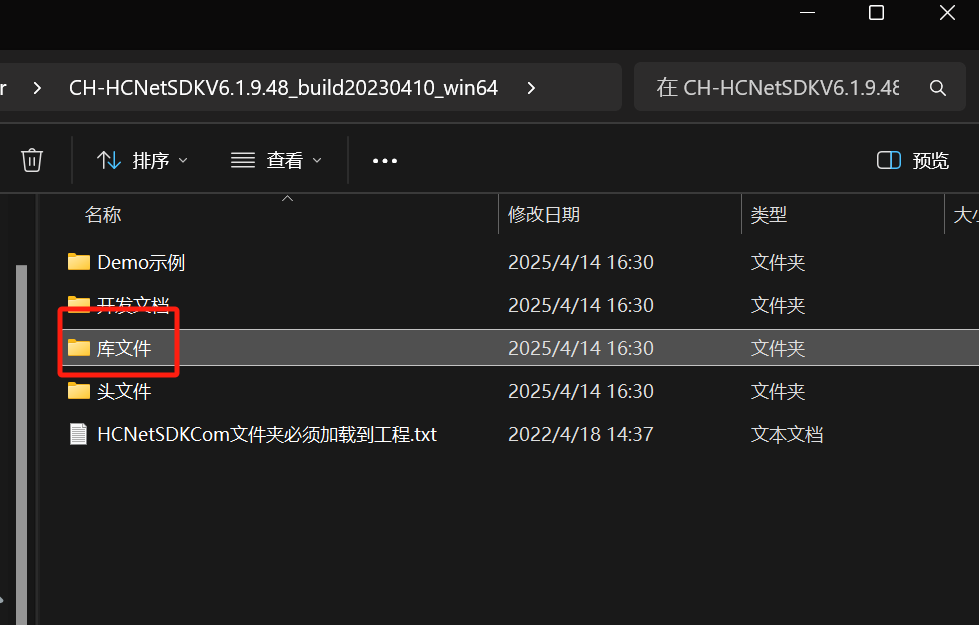 r > CH-HCNetSDKV6.1.9.48_build20230410_win64 > 在 CH-HCNetSDKV6.1.9.48
排序 查看 ••• 预览
名称 修改日期 类型 大小
Demo示例 2025/4/14 16:30 文件夹
开发文档 2025/4/14 16:30 文件夹
库文件 2025/4/14 16:30 文件夹
头文件 2025/4/14 16:30 文件夹
HCNetSDKCom文件夹必须加载到工程.txt 2022/4/18 14:37 文本文档